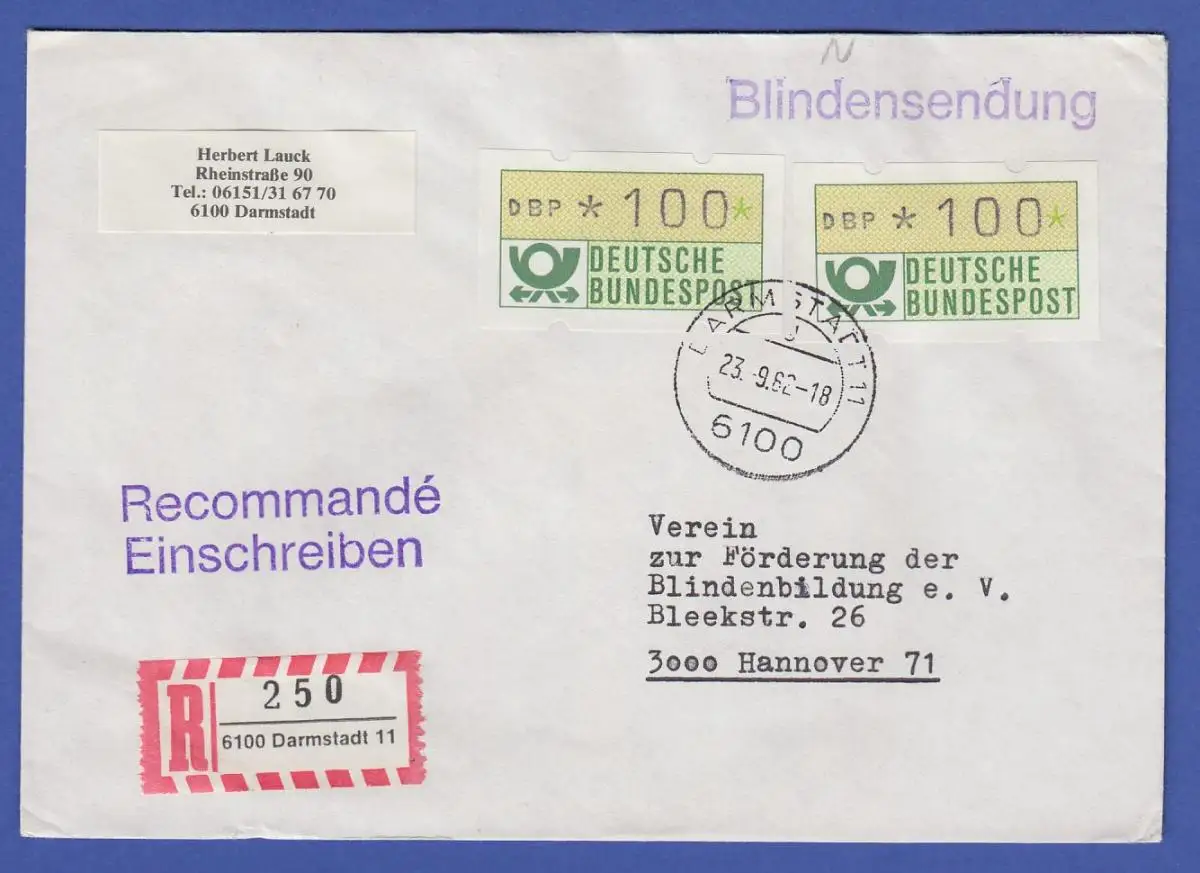 N
Blindensendung
Herbert Lauck
Rheinstraße 90
Tel.: 06151/31 67 70
6100 Darmstadt
DBP *100*
DEUTSCHE
BUNDESPOST
DBP *100*
DEUTSCHE
BUNDESPOST
DARMSTADT 11
J
23.-9.82-18
6100
Recommandé
Einschreiben
Verein
zur Förderung der
Blindenbildung e. V.
Bleekstr. 26
3000 Hannover 71
R
250
6100 Darmstadt 11